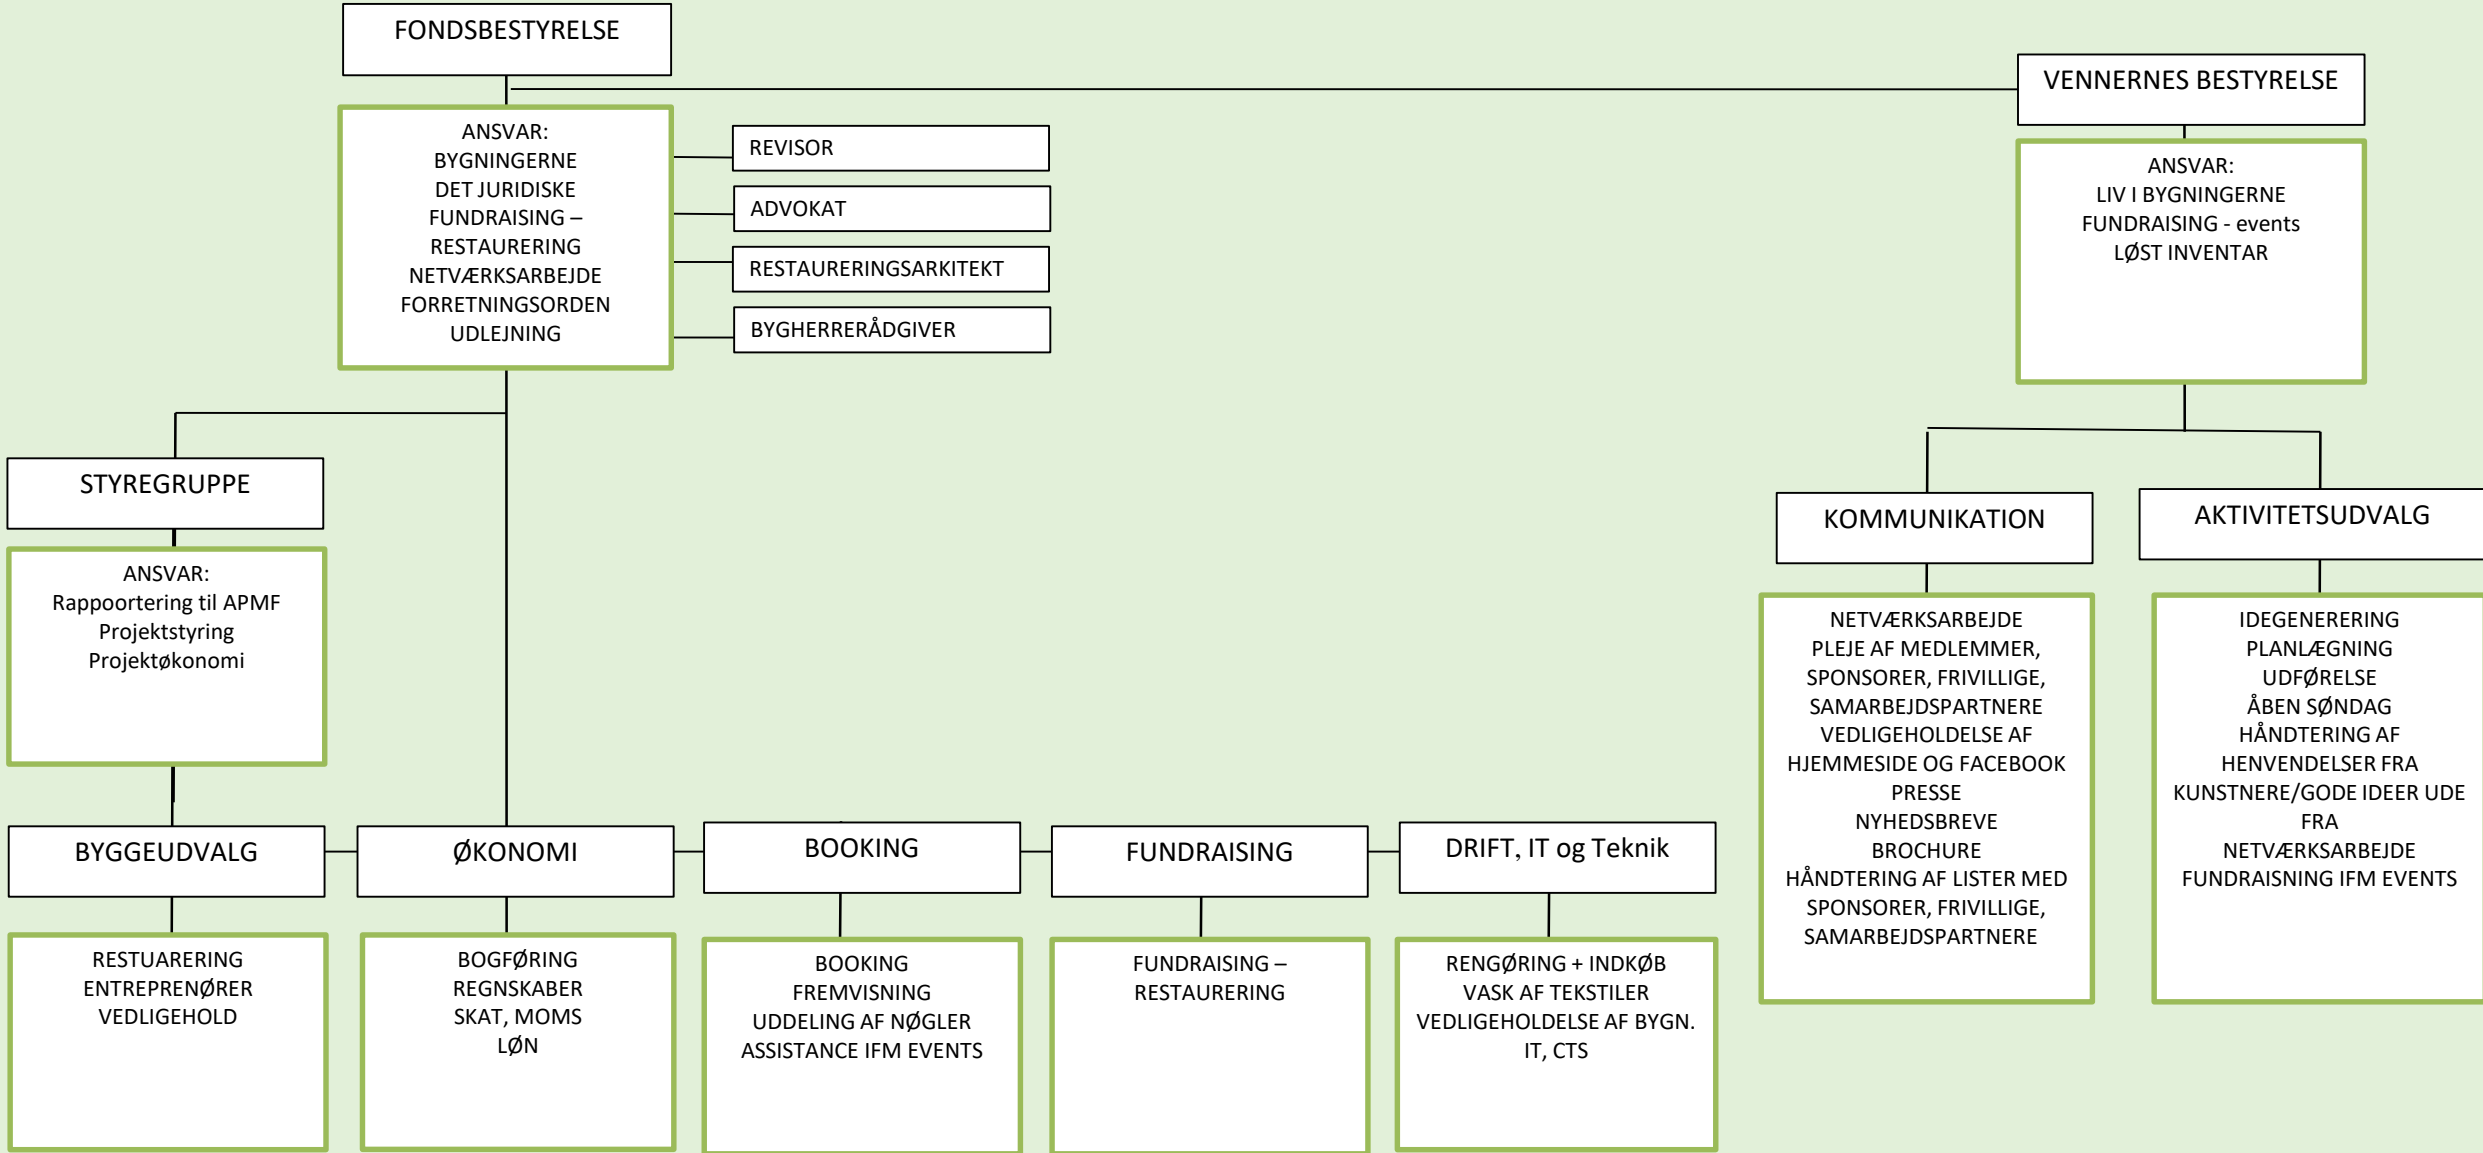 FONDSBESTYRELSE
VENNERNES BESTYRELSE
ANSVAR:
BYGNINGERNE
DET JURIDISKE
FUNDRAISING –
RESTAURERING
NETVÆRKSARBEJDE
FORRETNINGSORDEN
UDLEJNING
REVISOR
ADVOKAT
RESTAURERINGSARKITEKT
BYGHERRERÅDGIVER
ANSVAR:
LIV I BYGNINGERNE
FUNDRAISING - events
LØST INVENTAR
STYREGRUPPE
ANSVAR:
Rappoortering til APMF
Projektstyring
Projektøkonomi
KOMMUNIKATION
AKTIVITETSUDVALG
NETVÆRKSARBEJDE
PLEJE AF MEDLEMMER,
SPONSORER, FRIVILLIGE,
SAMARBEJDSPARTNERE
VEDLIGEHOLDELSE AF
HJEMMESIDE OG FACEBOOK
PRESSE
NYHEDSBREVE
BROCHURE
HÅNDTERING AF LISTER MED
SPONSORER, FRIVILLIGE,
SAMARBEJDSPARTNERE
IDEGENERERING
PLANLÆGNING
UDFØRELSE
ÅBEN SØNDAG
HÅNDTERING AF
HENVENDELSER FRA
KUNSTNERE/GODE IDEER UDE
FRA
NETVÆRKSARBEJDE
FUNDRAISNING IFM EVENTS
BYGGEUDVALG
ØKONOMI
BOOKING
FUNDRAISING
DRIFT, IT og Teknik
RESTUARERING
ENTREPRENØRER
VEDLIGEHOLD
BOGFØRING
REGNSKABER
SKAT, MOMS
LØN
BOOKING
FREMVISNING
UDDELING AF NØGLER
ASSISTANCE IFM EVENTS
FUNDRAISING –
RESTAURERING
RENGØRING + INDKØB
VASK AF TEKSTILER
VEDLIGEHOLDELSE AF BYGN.
IT, CTS